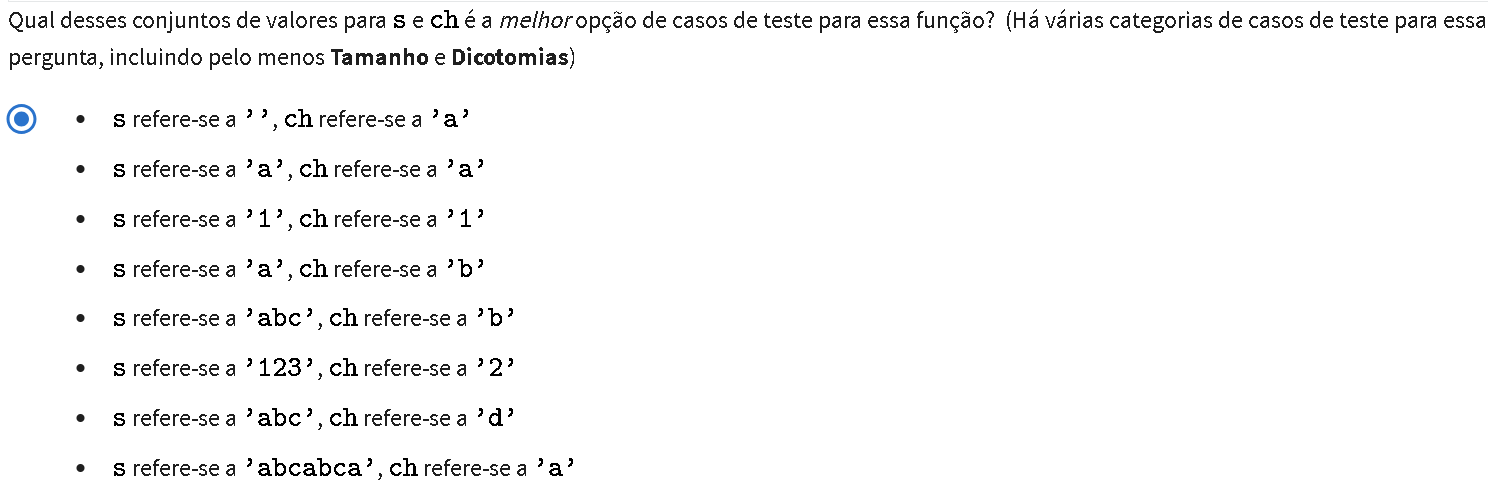 Qual desses conjuntos de valores para s e ch é a melhor opção de casos de teste para essa função? (Há várias categorias de casos de teste para essa
pergunta, incluindo pelo menos Tamanho e Dicotomias)
• s refere-se a ’’, ch refere-se a ’a’
• s refere-se a ’a’, ch refere-se a ’a’
• s refere-se a ’1’, ch refere-se a ’1’
• s refere-se a ’a’, ch refere-se a ’b’
• s refere-se a ’abc’, ch refere-se a ’b’
• s refere-se a ’123’, ch refere-se a ’2’
• s refere-se a ’abc’, ch refere-se a ’d’
• s refere-se a ’abcabca’, ch refere-se a ’a’